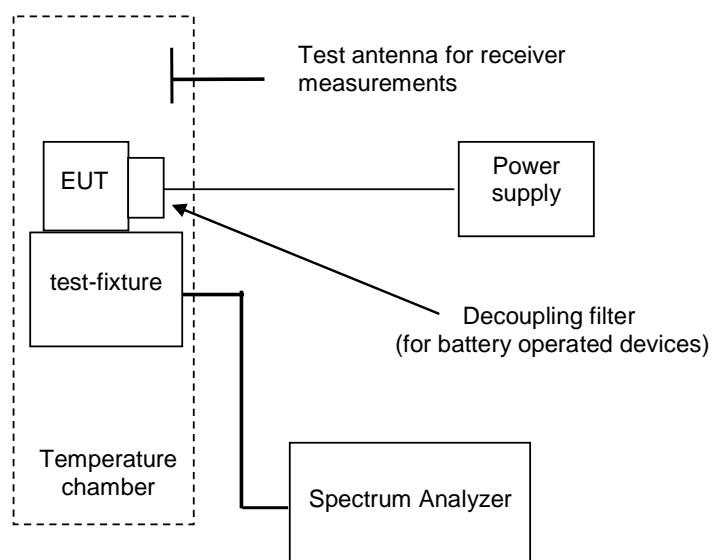 Test antenna for receiver
measurements
EUT
Power
supply
test-fixture
Decoupling filter
(for battery operated devices)
Temperature
chamber
Spectrum Analyzer